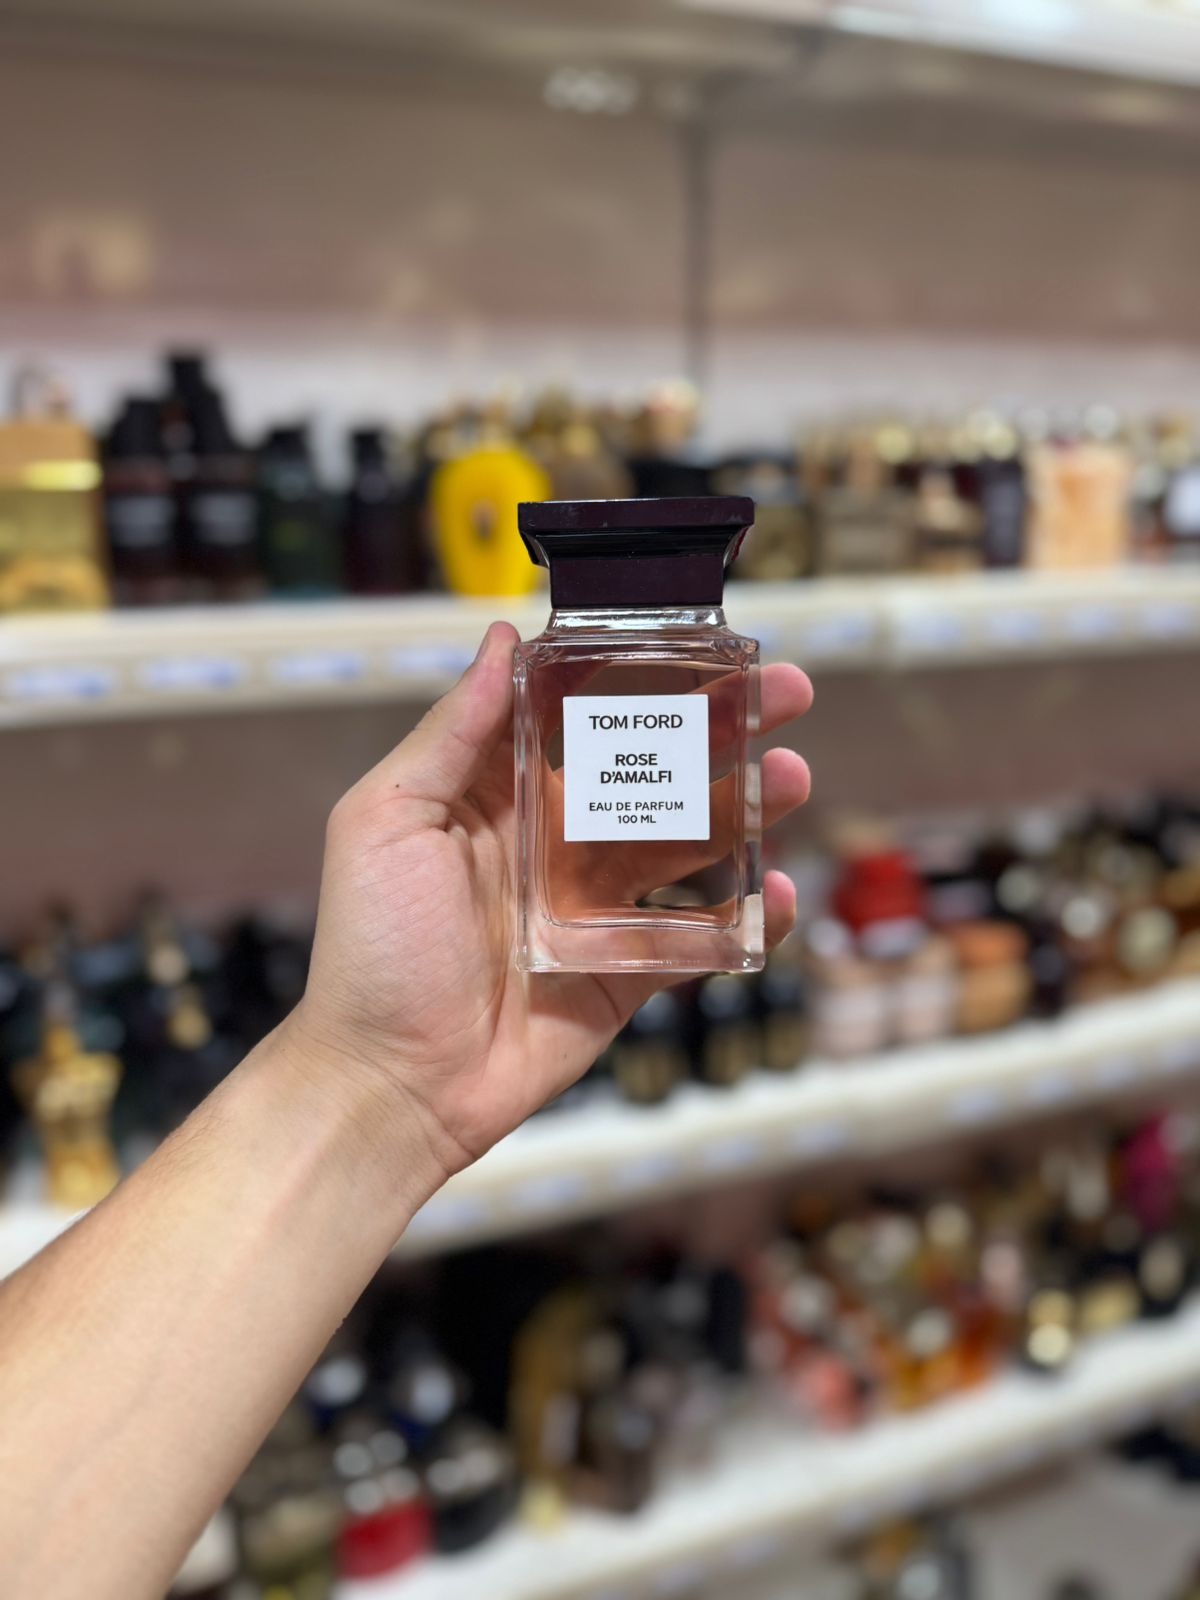 TOM FORD
ROSE
D'AMALFI
EAU DE PARFUM
100 ML